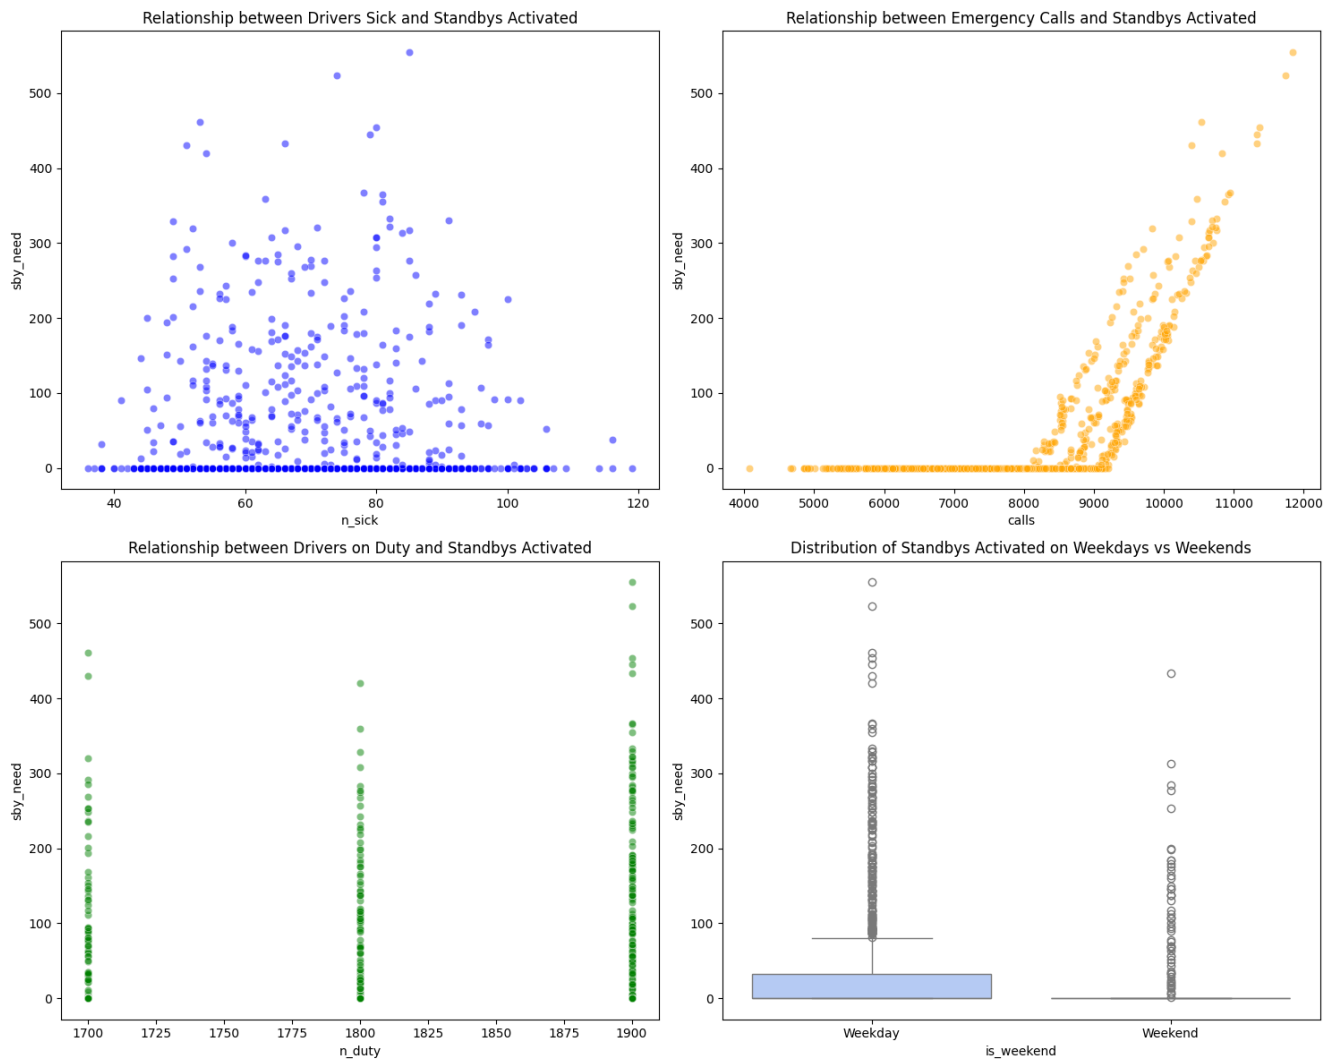 Relationship between Drivers Sick and Standbys Activated
sby_need
500
400
300
200
100
0
40 60 80 100 120
n_sick
Relationship between Emergency Calls and Standbys Activated
sby_need
500
400
300
200
100
0
4000 5000 6000 7000 8000 9000 10000 11000 12000
calls
Relationship between Drivers on Duty and Standbys Activated
sby_need
500
400
300
200
100
0
1700 1725 1750 1775 1800 1825 1850 1875 1900
n_duty
Distribution of Standbys Activated on Weekdays vs Weekends
sby_need
500
400
300
200
100
0
Weekday Weekend
is_weekend